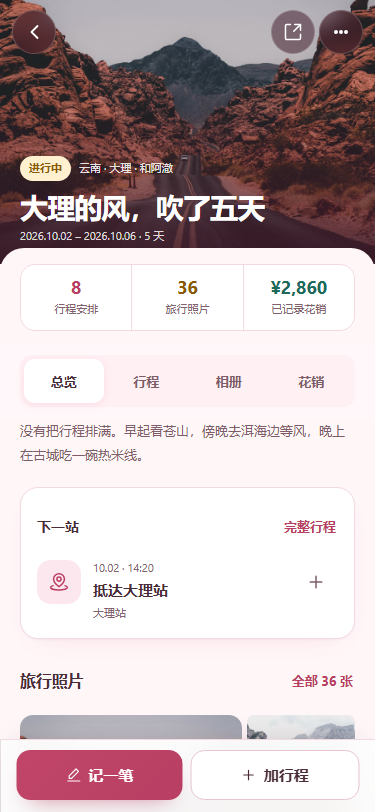 进行中 云南 · 大理 · 和阿澈
大理的风，吹了五天
2026.10.02 – 2026.10.06 · 5 天
8 36 ¥2,860
行程安排 旅行照片 已记录花销
总览 行程 相册 花销
没有把行程排满。早起看苍山，傍晚去洱海边等风，晚上
在古城吃一碗热米线。
下一站 完整行程
10.02 · 14:20
抵达大理站
大理站
旅行照片 全部 36 张
记一笔 加行程